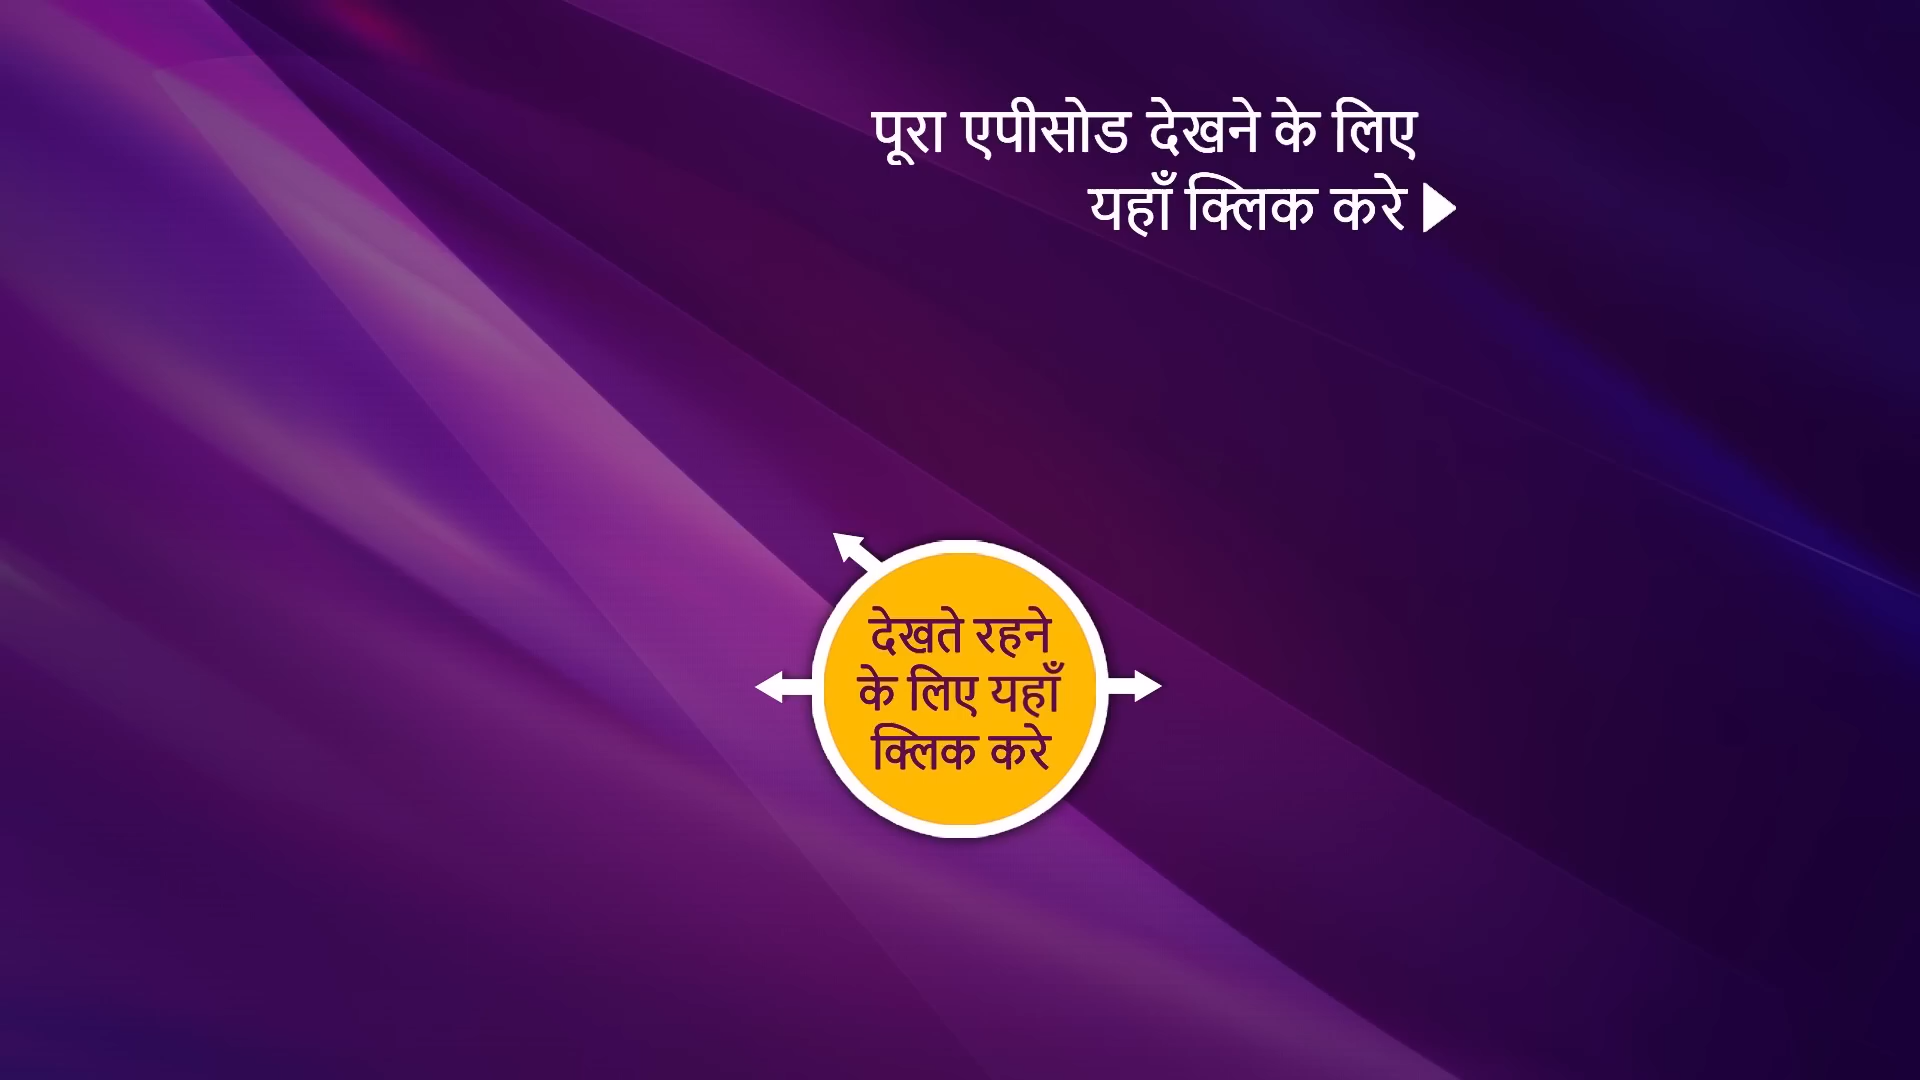 पूरा एपीसोड देखने के लिए
यहाँ क्लिक करे
देखते रहने
के लिए यहाँ
क्लिक करे